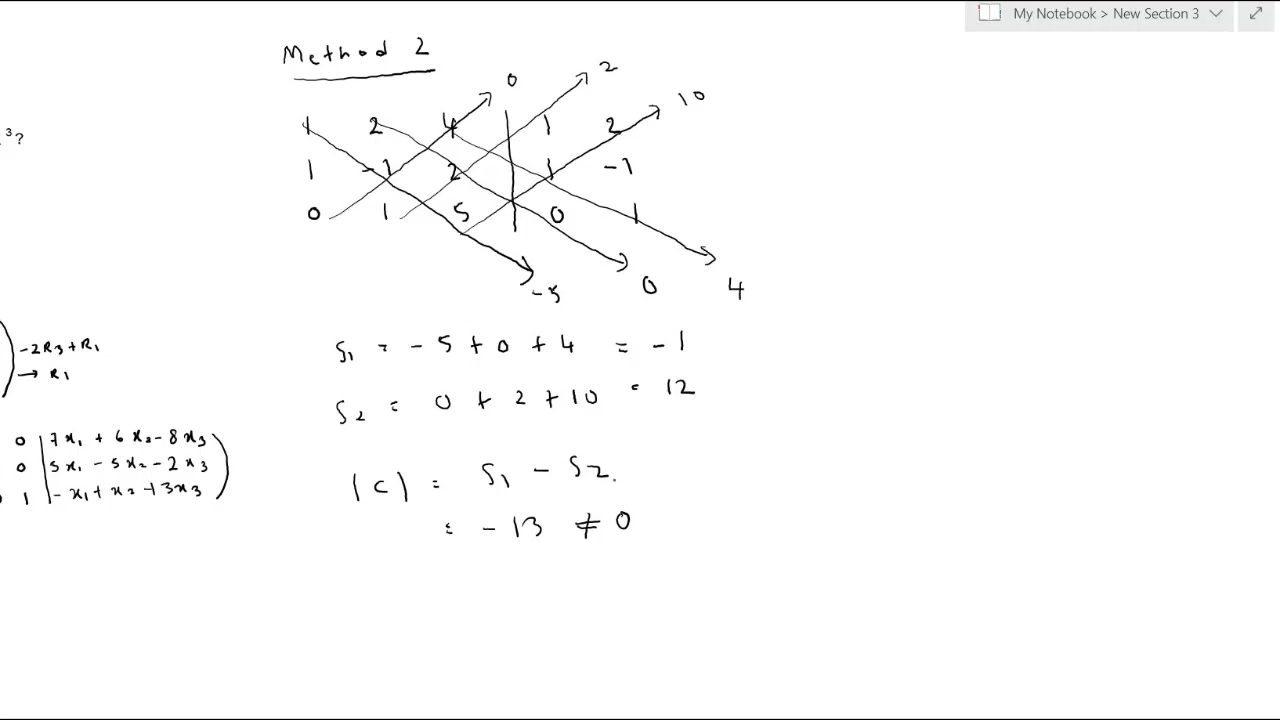 My Notebook > New Section 3
Method 2
0 2 10
1 2 4 1 2
1 -1 2 1 -1
0 1 5 0 1
-5 0 4
3?
-2R3+R1
→ R1
0 | 7x1 + 6x2 - 8x3
0 | 5x1 - 5x2 - 2x3
1 | -x1 + x2 + 3x3
S1 = -5 + 0 + 4 = -1
S2 = 0 + 2 + 10 = 12
|C| = S1 - S2.
= -13 ≠ 0